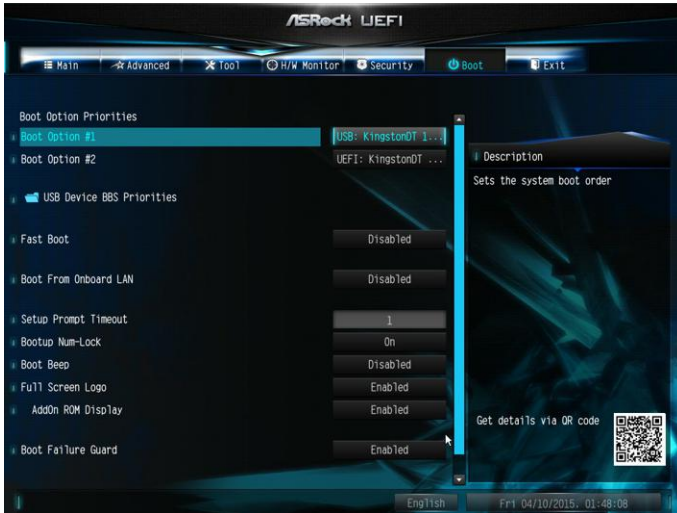 ASRock UEFI
Main Advanced Tool H/W Monitor Security Boot Exit
Boot Option Priorities
Boot Option #1 USB: KingstonDT 1...
Boot Option #2 UEFI: KingstonDT ...
USB Device BBS Priorities
Fast Boot Disabled
Boot From Onboard LAN Disabled
Setup Prompt Timeout 1
Bootup Num-Lock On
Boot Beep Disabled
Full Screen Logo Enabled
AddOn ROM Display Enabled
Boot Failure Guard Enabled
Description
Sets the system boot order
Get details via QR code
English Fri 04/10/2015. 01:48:08